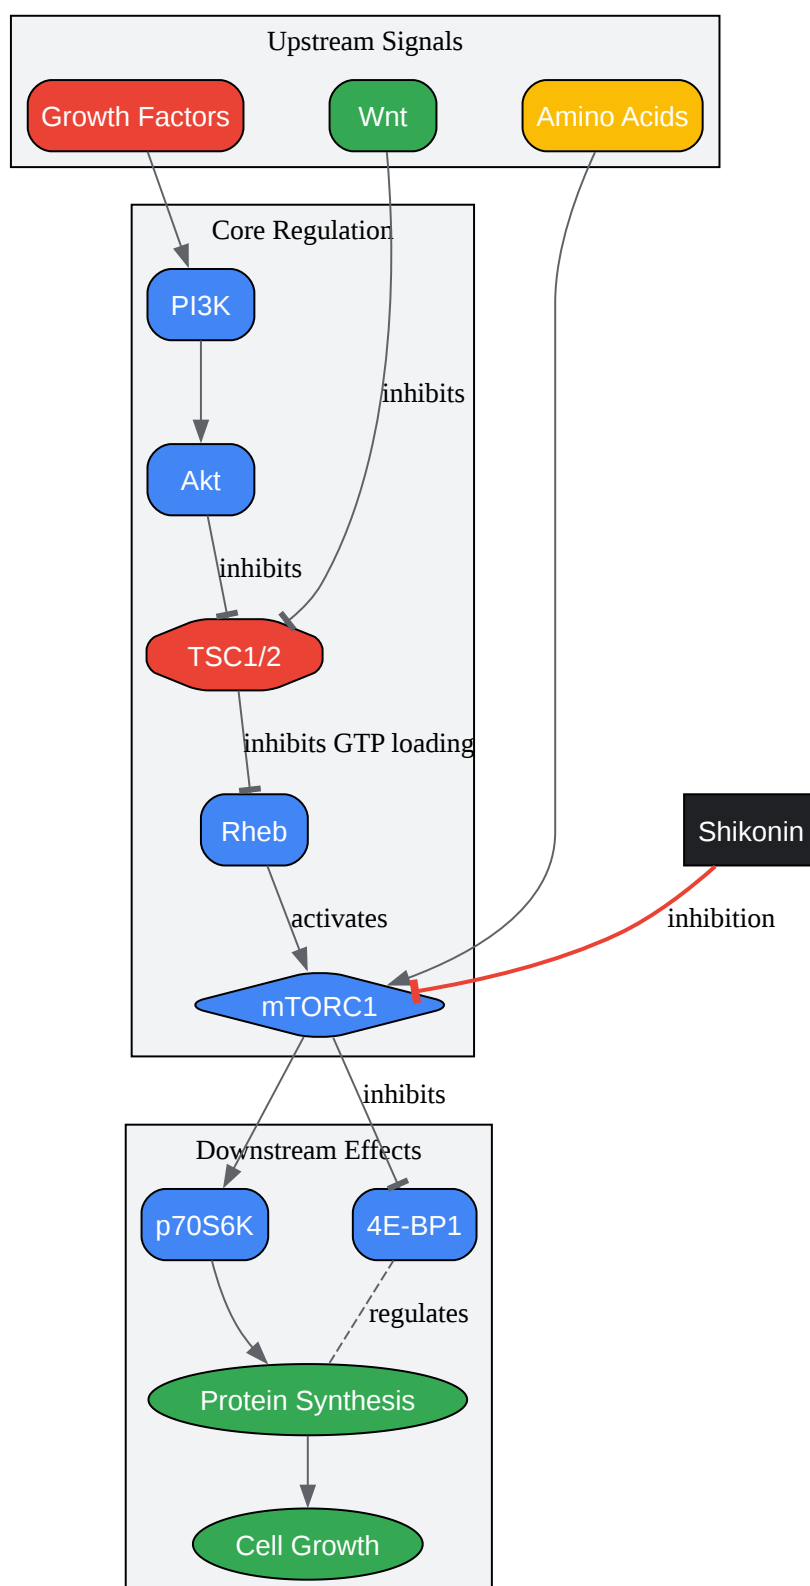 Upstream Signals
Growth Factors
Wnt
Amino Acids
Core Regulation
PI3K
inhibits
Akt
inhibits
TSC1/2
inhibits GTP loading
Rheb
Shikonin
activates
inhibition
mTORC1
inhibits
Downstream Effects
p70S6K
4E-BP1
regulates
Protein Synthesis
Cell Growth